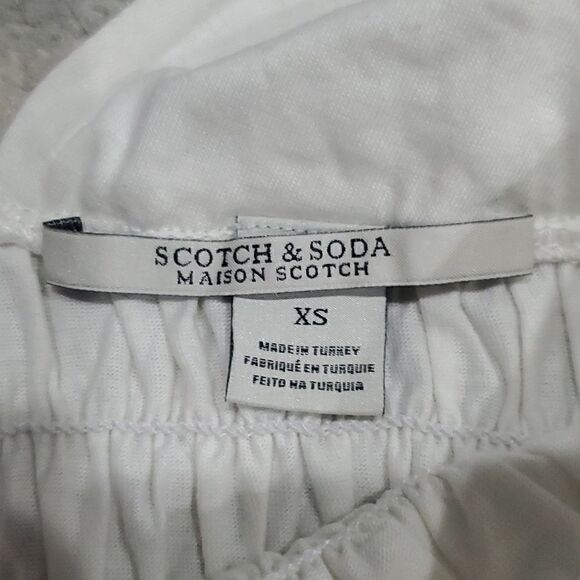 SCOTCH & SODA
MAISON SCOTCH
XS
MADE IN TURKEY
FABRIQUÉ EN TURQUIE
FEITO NA TURQUIA